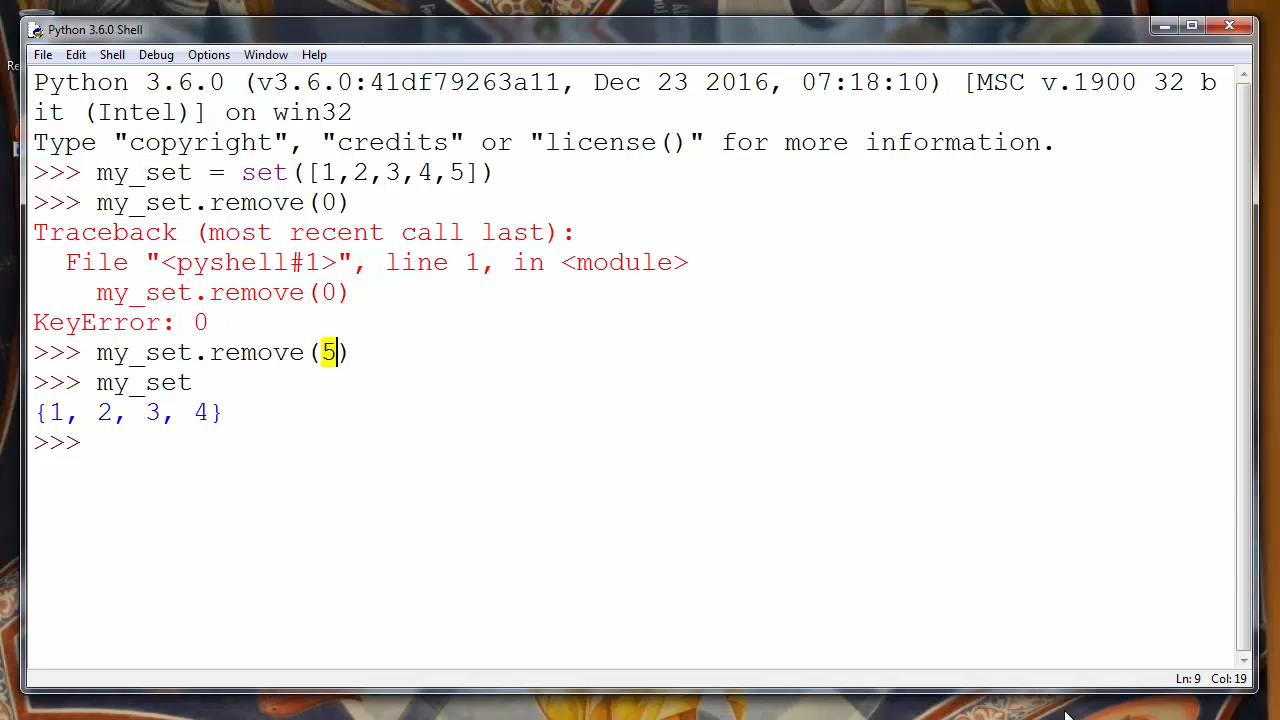 Python 3.6.0 Shell
File Edit Shell Debug Options Window Help
Python 3.6.0 (v3.6.0:41df79263a11, Dec 23 2016, 07:18:10) [MSC v.1900 32 b
it (Intel)] on win32
Type "copyright", "credits" or "license()" for more information.
>>> my_set = set([1,2,3,4,5])
>>> my_set.remove(0)
Traceback (most recent call last):
  File "<pyshell#1>", line 1, in <module>
    my_set.remove(0)
KeyError: 0
>>> my_set.remove(5)
>>> my_set
{1, 2, 3, 4}
>>>
Ln: 9 Col: 19